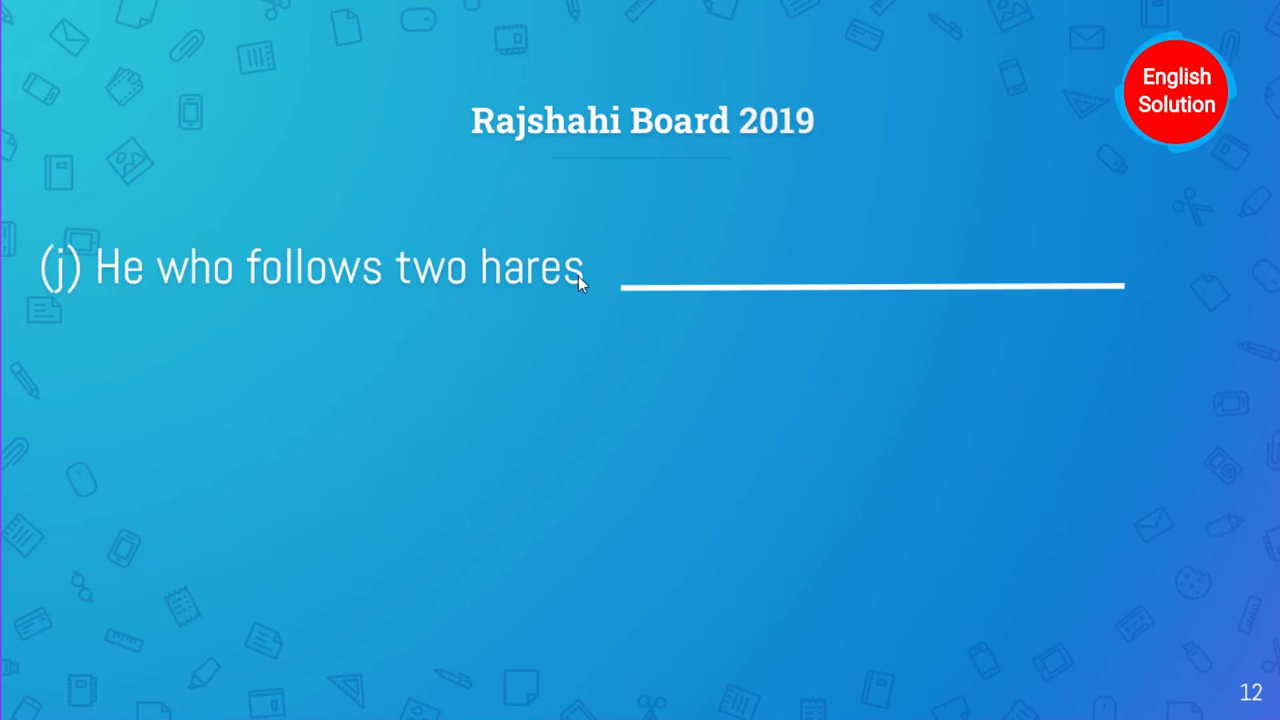 English
Solution
Rajshahi Board 2019
(j) He who follows two hares
12